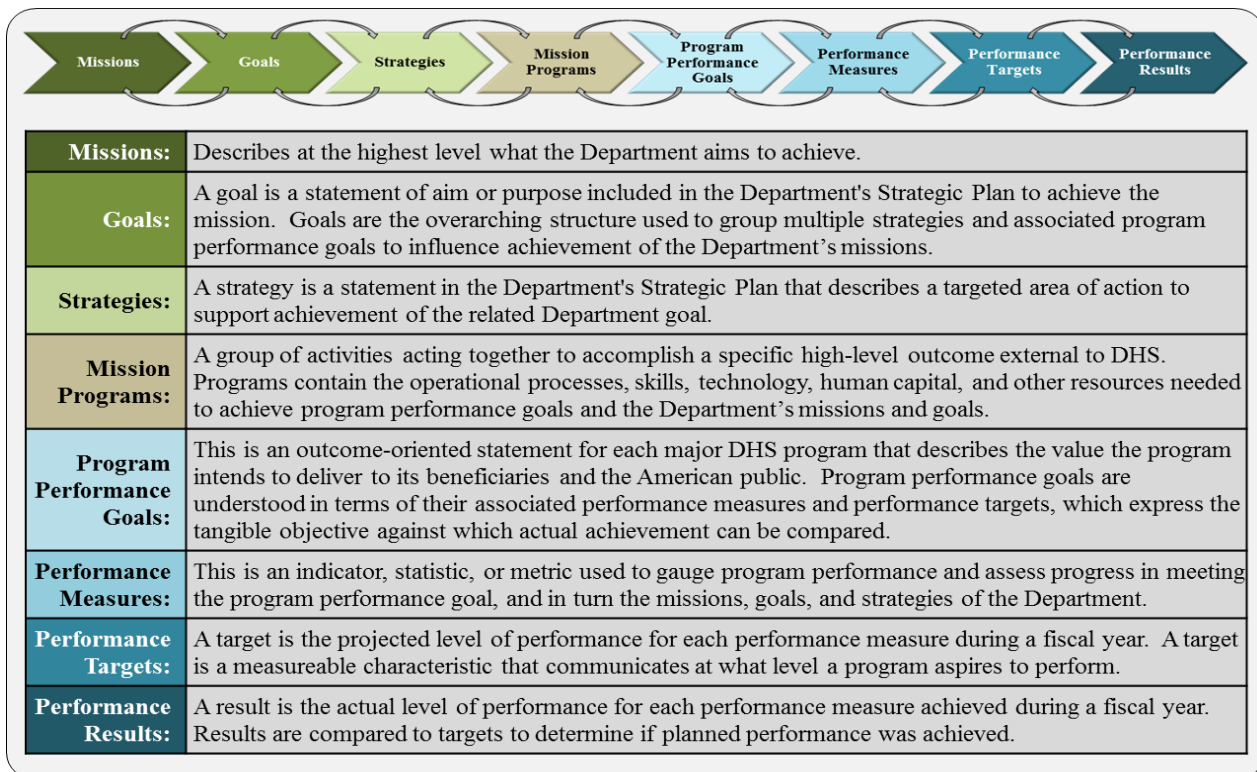 Missions
Goals
Strategies
Mission
Programs
Program
Performance
Goals
Performance
Measures
Performance
Targets
Performance
Results
Missions:
Describes at the highest level what the Department aims to achieve.
Goals:
A goal is a statement of aim or purpose included in the Department's Strategic Plan to achieve the
mission.  Goals are the overarching structure used to group multiple strategies and associated program
performance goals to influence achievement of the Department’s missions.
Strategies:
A strategy is a statement in the Department's Strategic Plan that describes a targeted area of action to
support achievement of the related Department goal.
Mission
Programs:
A group of activities acting together to accomplish a specific high-level outcome external to DHS.
Programs contain the operational processes, skills, technology, human capital, and other resources needed
to achieve program performance goals and the Department’s missions and goals.
Program
Performance
Goals:
This is an outcome-oriented statement for each major DHS program that describes the value the program
intends to deliver to its beneficiaries and the American public.  Program performance goals are
understood in terms of their associated performance measures and performance targets, which express the
tangible objective against which actual achievement can be compared.
Performance
Measures:
This is an indicator, statistic, or metric used to gauge program performance and assess progress in meeting
the program performance goal, and in turn the missions, goals, and strategies of the Department.
Performance
Targets:
A target is the projected level of performance for each performance measure during a fiscal year.  A target
is a measureable characteristic that communicates at what level a program aspires to perform.
Performance
Results:
A result is the actual level of performance for each performance measure achieved during a fiscal year.
Results are compared to targets to determine if planned performance was achieved.